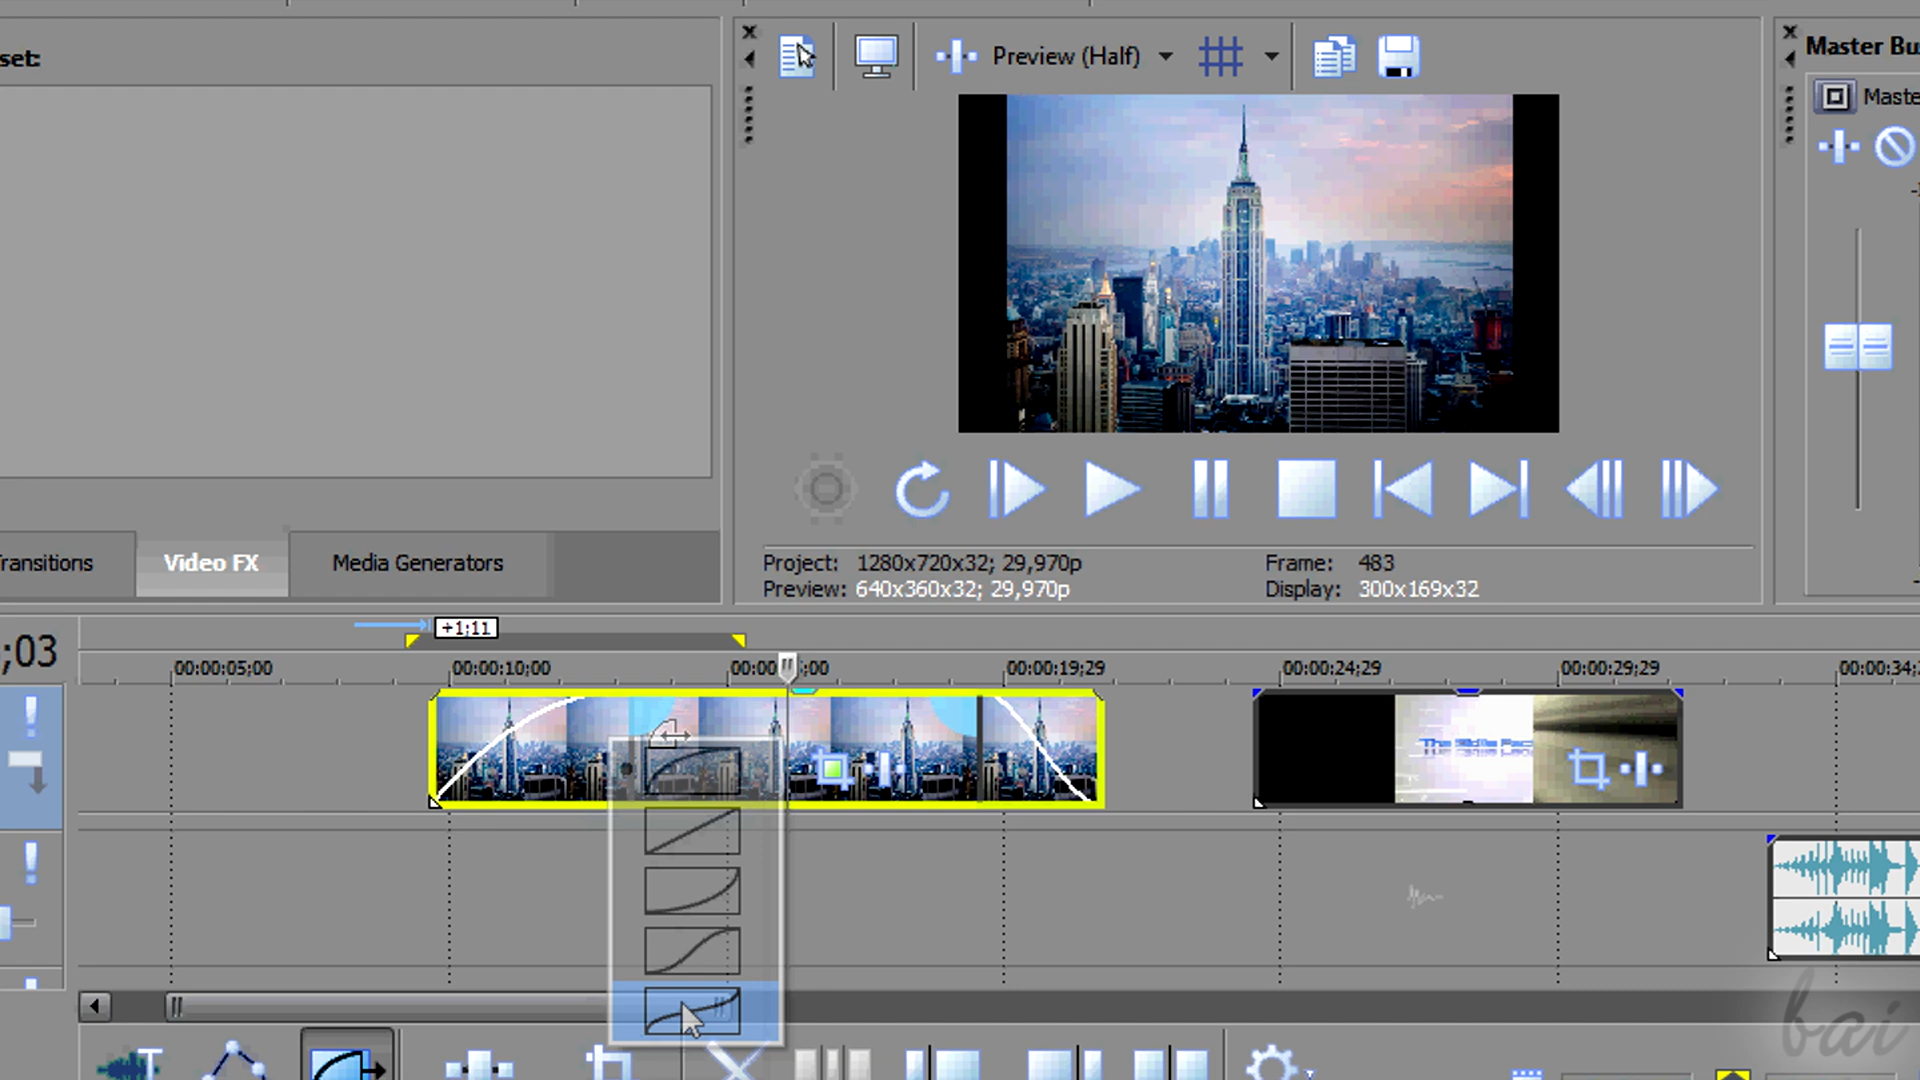 set:
Preview (Half)
Master Bu
Maste
Transitions
Video FX
Media Generators
Project: 1280x720x32; 29,970p
Preview: 640x360x32; 29,970p
Frame: 483
Display: 300x169x32
;03
+1;11
00:00:05;00
00:00:10;00
00:00:19;29
00:00:24;29
00:00:29;29
00:00:34;
bai